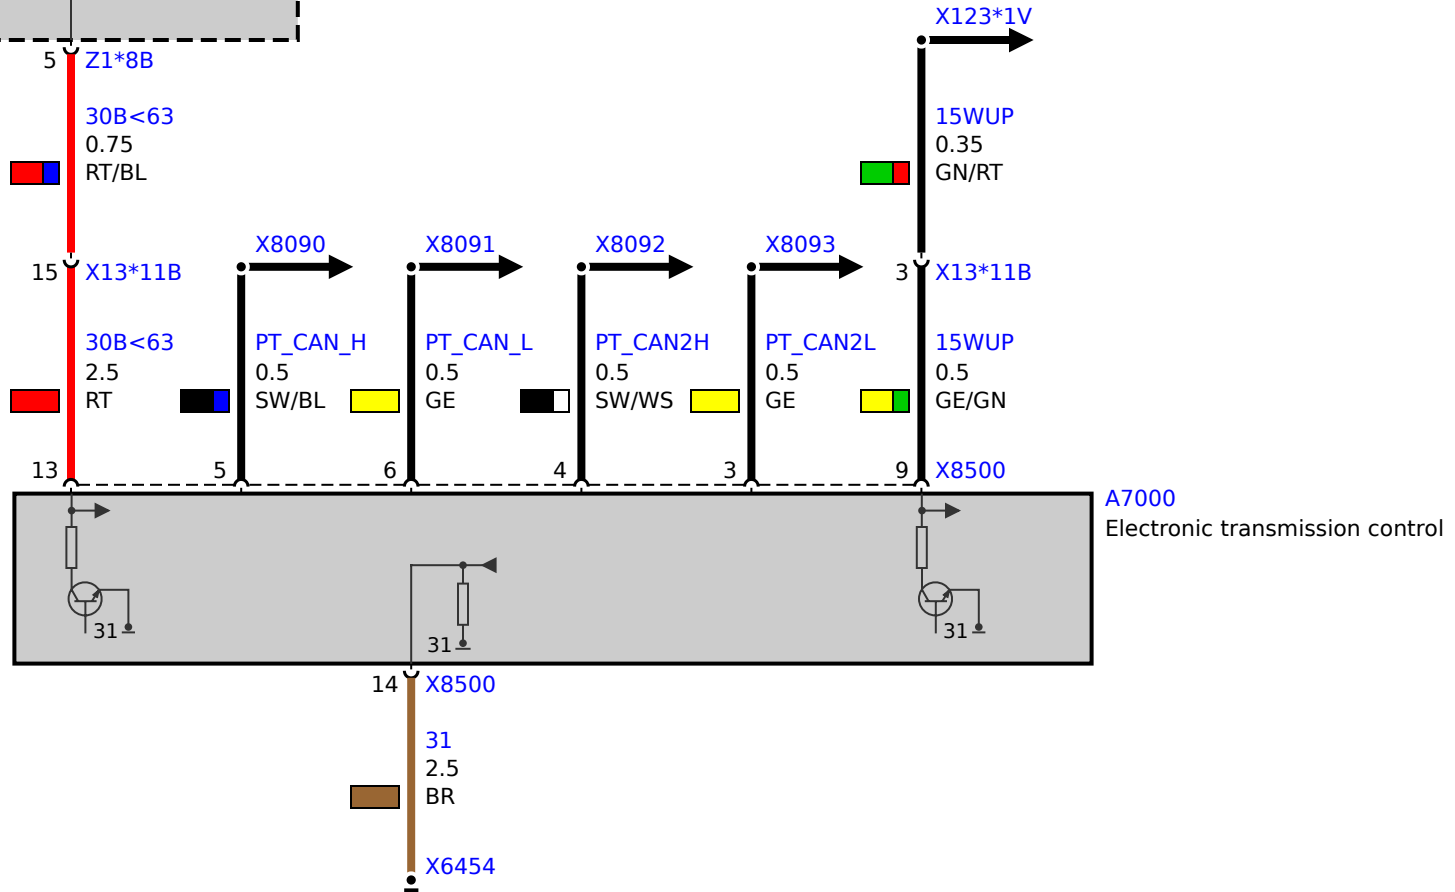 X123*1V
5 Z1*8B
30B<63
0.75
RT/BL
15WUP
0.35
GN/RT
X8090
X8091
X8092
X8093
15 X13*11B
3 X13*11B
30B<63
2.5
RT
PT_CAN_H
0.5
SW/BL
PT_CAN_L
0.5
GE
PT_CAN2H
0.5
SW/WS
PT_CAN2L
0.5
GE
15WUP
0.5
GE/GN
13
5
6
4
3
9 X8500
A7000
Electronic transmission control
31
31
31
14 X8500
31
2.5
BR
X6454